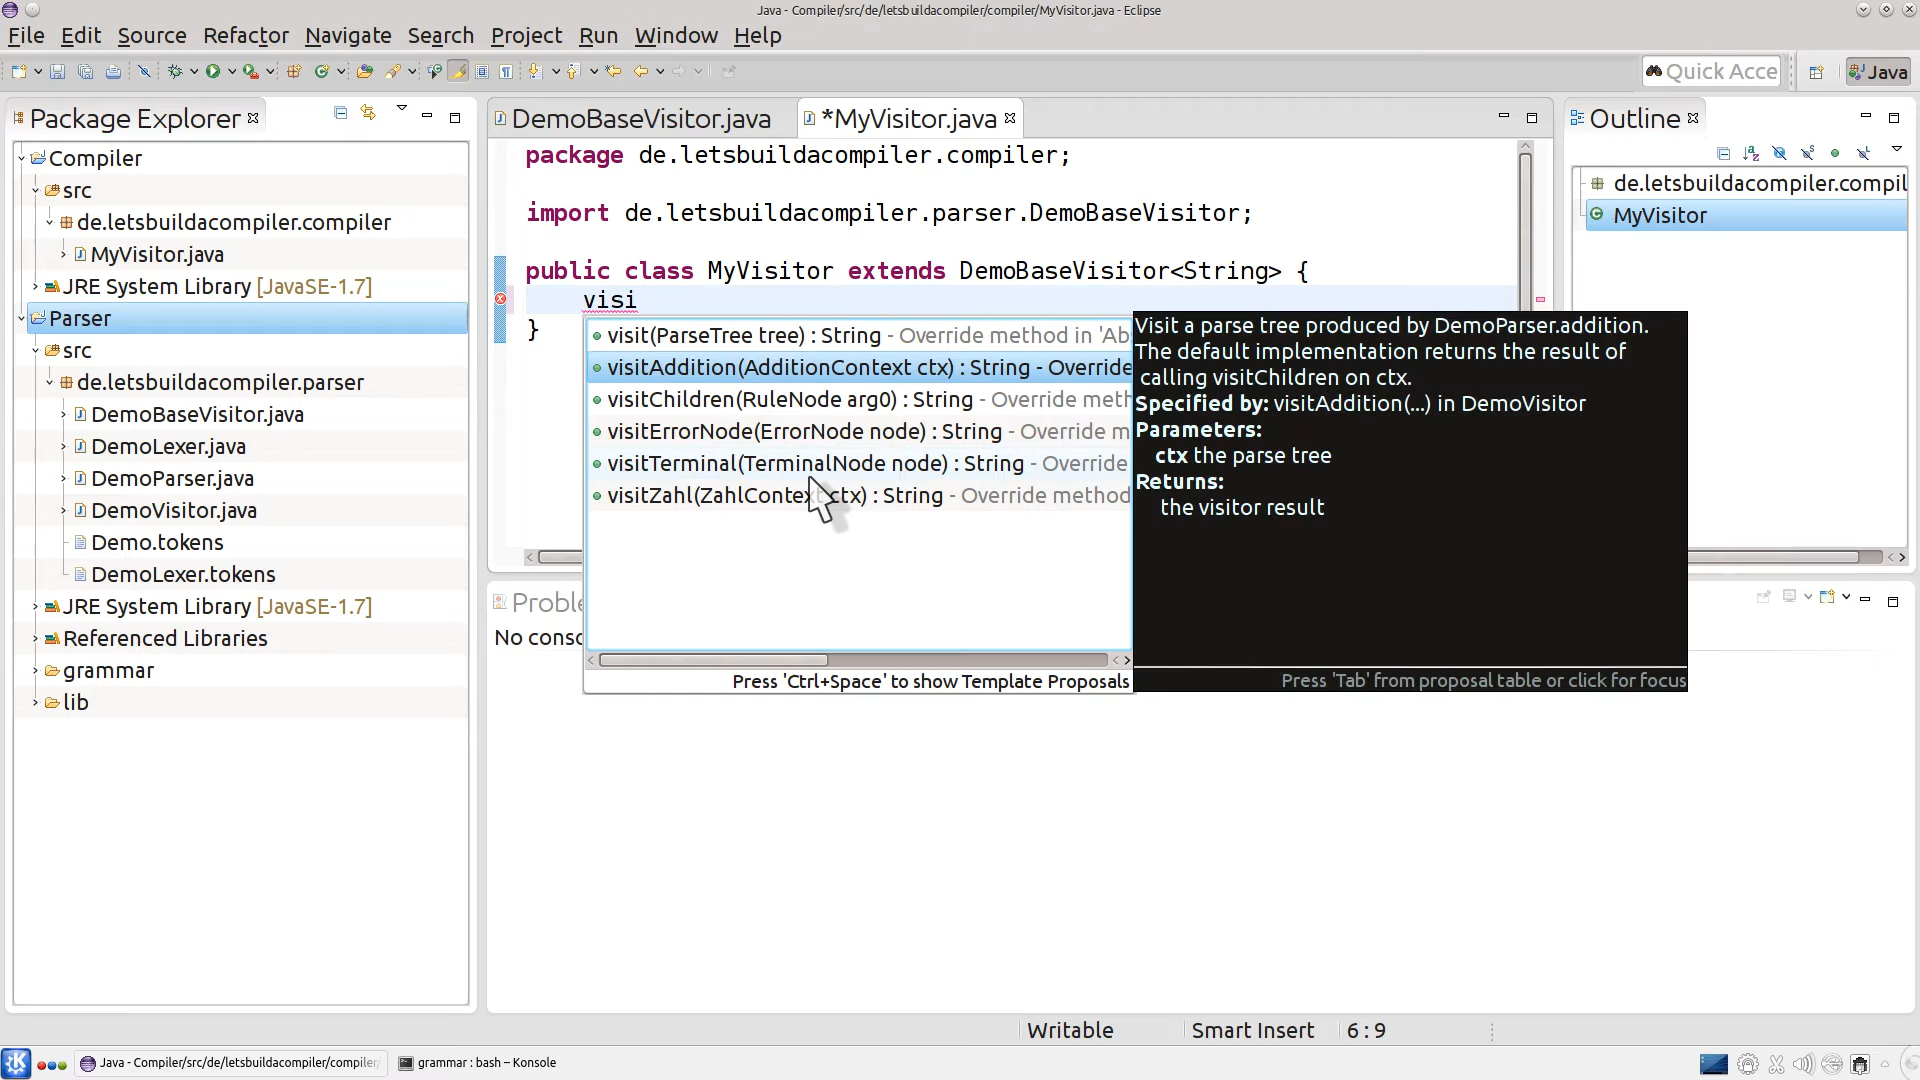 Java - Compiler/src/de/letsbuildacompiler/compiler/MyVisitor.java - Eclipse
File Edit Source Refactor Navigate Search Project Run Window Help
Quick Acce
Java
Package Explorer
Compiler
src
de.letsbuildacompiler.compiler
MyVisitor.java
JRE System Library [JavaSE-1.7]
Parser
src
de.letsbuildacompiler.parser
DemoBaseVisitor.java
DemoLexer.java
DemoParser.java
DemoVisitor.java
Demo.tokens
DemoLexer.tokens
JRE System Library [JavaSE-1.7]
Referenced Libraries
grammar
lib
DemoBaseVisitor.java
*MyVisitor.java
package de.letsbuildacompiler.compiler;
import de.letsbuildacompiler.parser.DemoBaseVisitor;
public class MyVisitor extends DemoBaseVisitor<String> {
visi
}
visit(ParseTree tree) : String - Override method in 'Ab
visitAddition(AdditionContext ctx) : String - Override
visitChildren(RuleNode arg0) : String - Override meth
visitErrorNode(ErrorNode node) : String - Override m
visitTerminal(TerminalNode node) : String - Override
visitZahl(ZahlContext ctx) : String - Override method
Press 'Ctrl+Space' to show Template Proposals
Visit a parse tree produced by DemoParser.addition.
The default implementation returns the result of
calling visitChildren on ctx.
Specified by: visitAddition(...) in DemoVisitor
Parameters:
ctx the parse tree
Returns:
the visitor result
Press 'Tab' from proposal table or click for focus
Outline
de.letsbuildacompiler.compil
MyVisitor
Proble
No conso
Writable
Smart Insert
6 : 9
Java - Compiler/src/de/letsbuildacompiler/compiler/
grammar : bash – Konsole